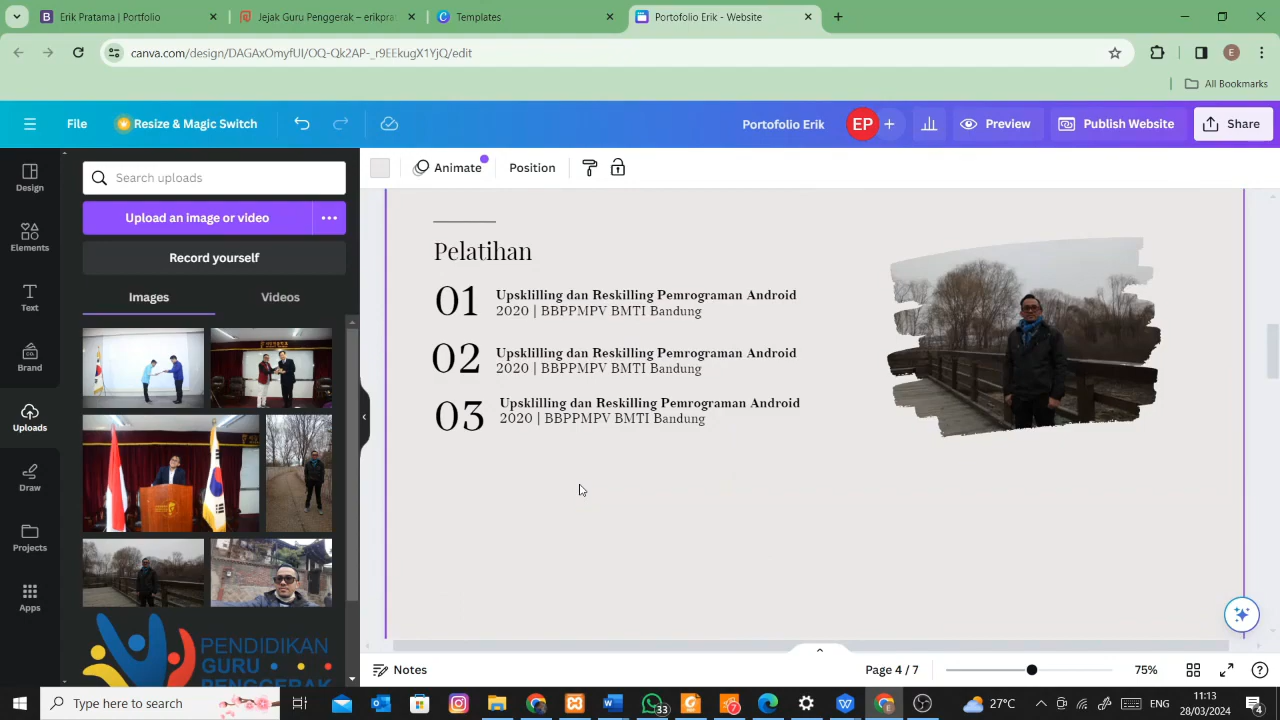 Erik Pratama | Portfolio
Jejak Guru Penggerak – erikpra
Templates
Portofolio Erik - Website
canva.com/design/DAGAxOmyfUI/OQ-Qk2AP-_r9EEkugX1YjQ/edit
E
All Bookmarks
File
Resize & Magic Switch
Portofolio Erik
EP
Preview
Publish Website
Share
Design
Elements
Text
Brand
Uploads
Draw
Projects
Apps
Search uploads
Upload an image or video
Record yourself
Images
Videos
PENDIDIKAN
GURU
PENGGERAK
Animate
Position
Pelatihan
01
Upsklilling dan Reskilling Pemrograman Android
2020 | BBPPMPV BMTI Bandung
02
Upsklilling dan Reskilling Pemrograman Android
2020 | BBPPMPV BMTI Bandung
03
Upsklilling dan Reskilling Pemrograman Android
2020 | BBPPMPV BMTI Bandung
Notes
Page 4 / 7
75%
Type here to search
33
7
27°C
ENG
11:13
28/03/2024
4